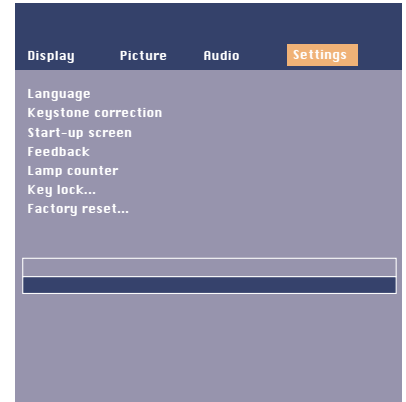 Display Picture Audio Settings
Language
Keystone correction
Start-up screen
Feedback
Lamp counter
Key lock...
Factory reset...